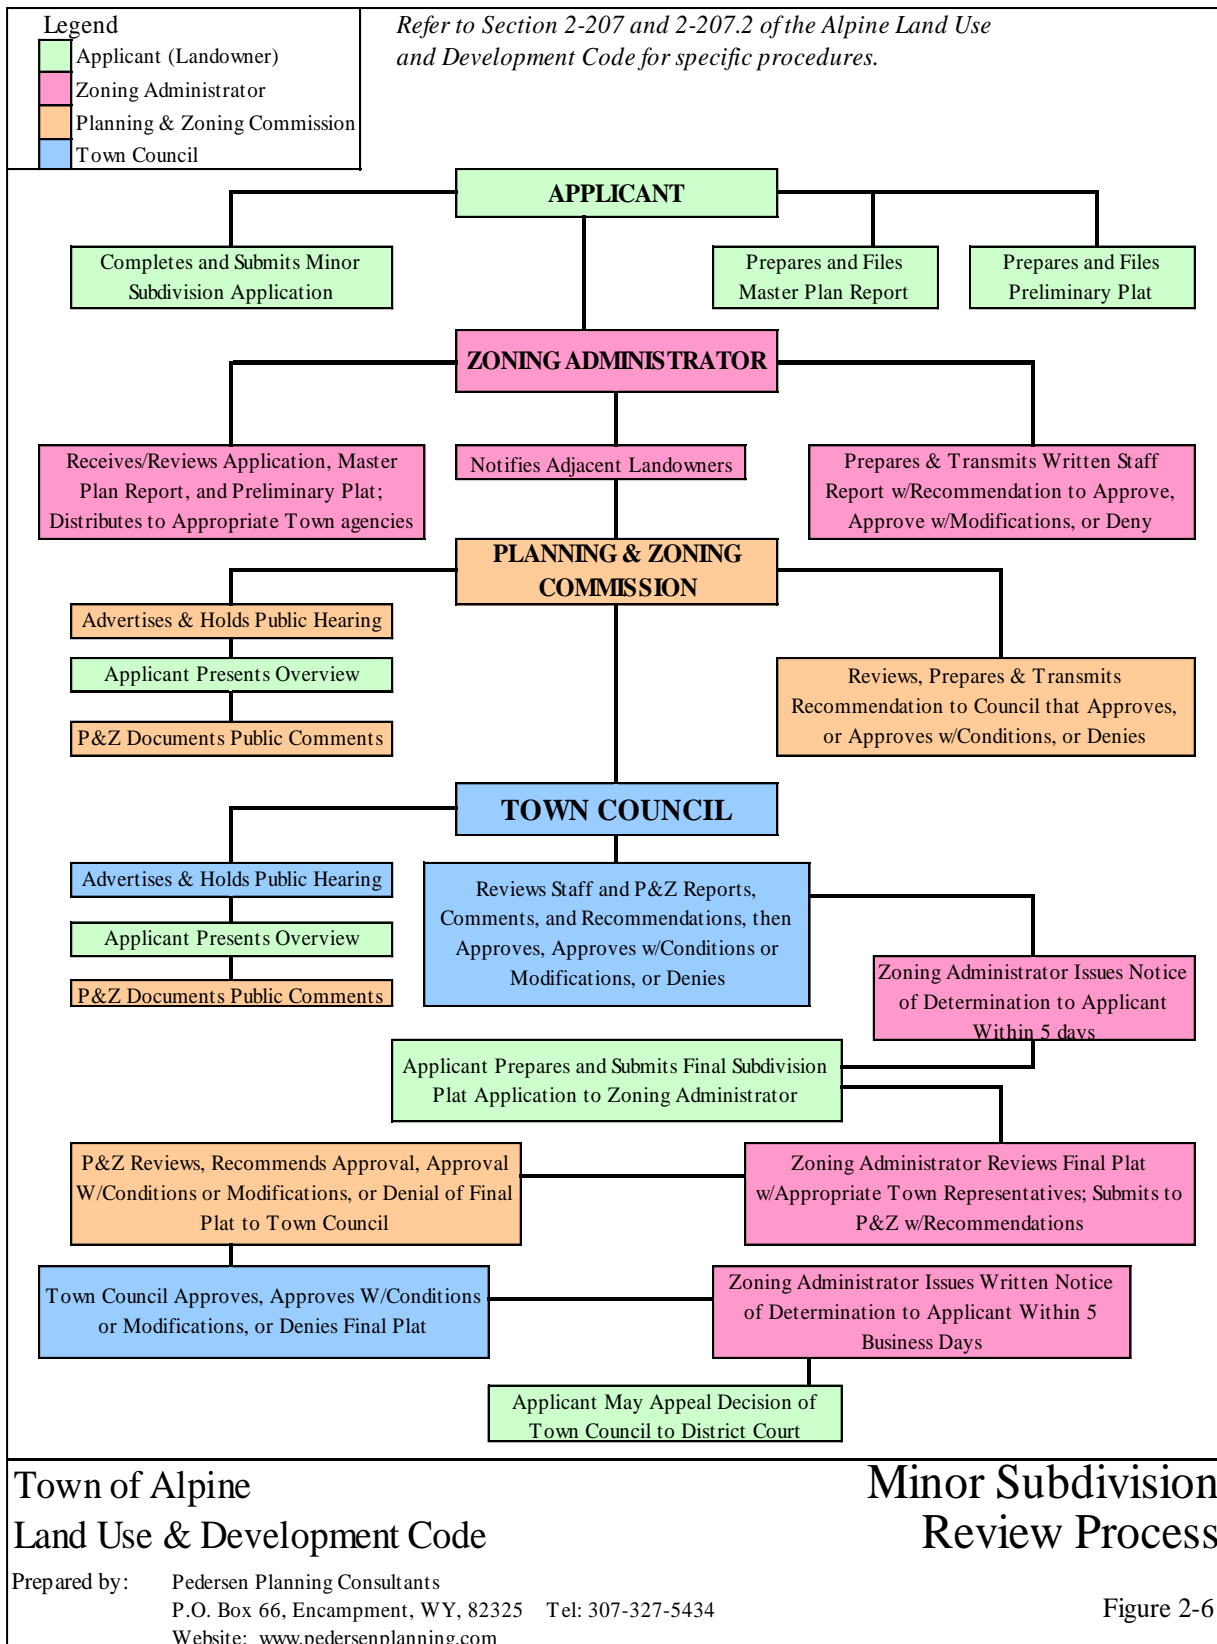 Legend
Applicant (Landowner)
Zoning Administrator
Planning & Zoning Commission
Town Council
Refer to Section 2-207 and 2-207.2 of the Alpine Land Use
and Development Code for specific procedures.
APPLICANT
Completes and Submits Minor
Subdivision Application
Prepares and Files
Master Plan Report
Prepares and Files
Preliminary Plat
ZONING ADMINISTRATOR
Receives/Reviews Application, Master
Plan Report, and Preliminary Plat;
Distributes to Appropriate Town agencies
Notifies Adjacent Landowners
Prepares & Transmits Written Staff
Report w/Recommendation to Approve,
Approve w/Modifications, or Deny
PLANNING & ZONING
COMMISSION
Advertises & Holds Public Hearing
Applicant Presents Overview
P&Z Documents Public Comments
Reviews, Prepares & Transmits
Recommendation to Council that Approves,
or Approves w/Conditions, or Denies
TOWN COUNCIL
Advertises & Holds Public Hearing
Applicant Presents Overview
P&Z Documents Public Comments
Reviews Staff and P&Z Reports,
Comments, and Recommendations, then
Approves, Approves w/Conditions or
Modifications, or Denies
Zoning Administrator Issues Notice
of Determination to Applicant
Within 5 days
Applicant Prepares and Submits Final Subdivision
Plat Application to Zoning Administrator
P&Z Reviews, Recommends Approval, Approval
W/Conditions or Modifications, or Denial of Final
Plat to Town Council
Zoning Administrator Reviews Final Plat
w/Appropriate Town Representatives; Submits to
P&Z w/Recommendations
Town Council Approves, Approves W/Conditions
or Modifications, or Denies Final Plat
Zoning Administrator Issues Written Notice
of Determination to Applicant Within 5
Business Days
Applicant May Appeal Decision of
Town Council to District Court
Town of Alpine
Land Use & Development Code
Minor Subdivision
Review Process
Prepared by: Pedersen Planning Consultants
P.O. Box 66, Encampment, WY, 82325 Tel: 307-327-5434
Website: www.pedersenplanning.com
Figure 2-6